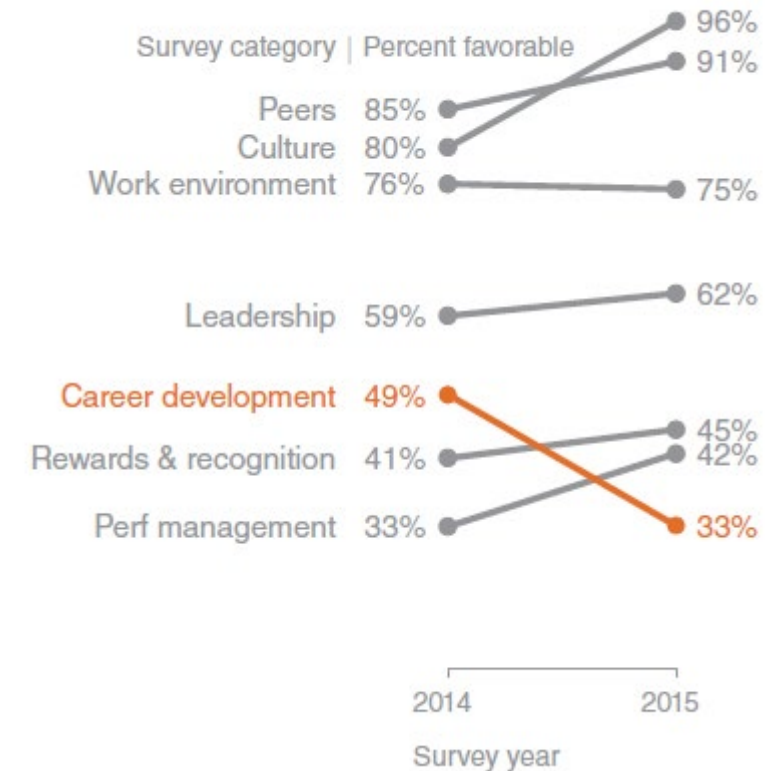 96%
Survey category | Percent favorable
91%
Peers 85%
Culture 80%
Work environment 76% 75%
62%
Leadership 59%
Career development 49%
45%
Rewards & recognition 41% 42%
Perf management 33% 33%
2014 2015
Survey year